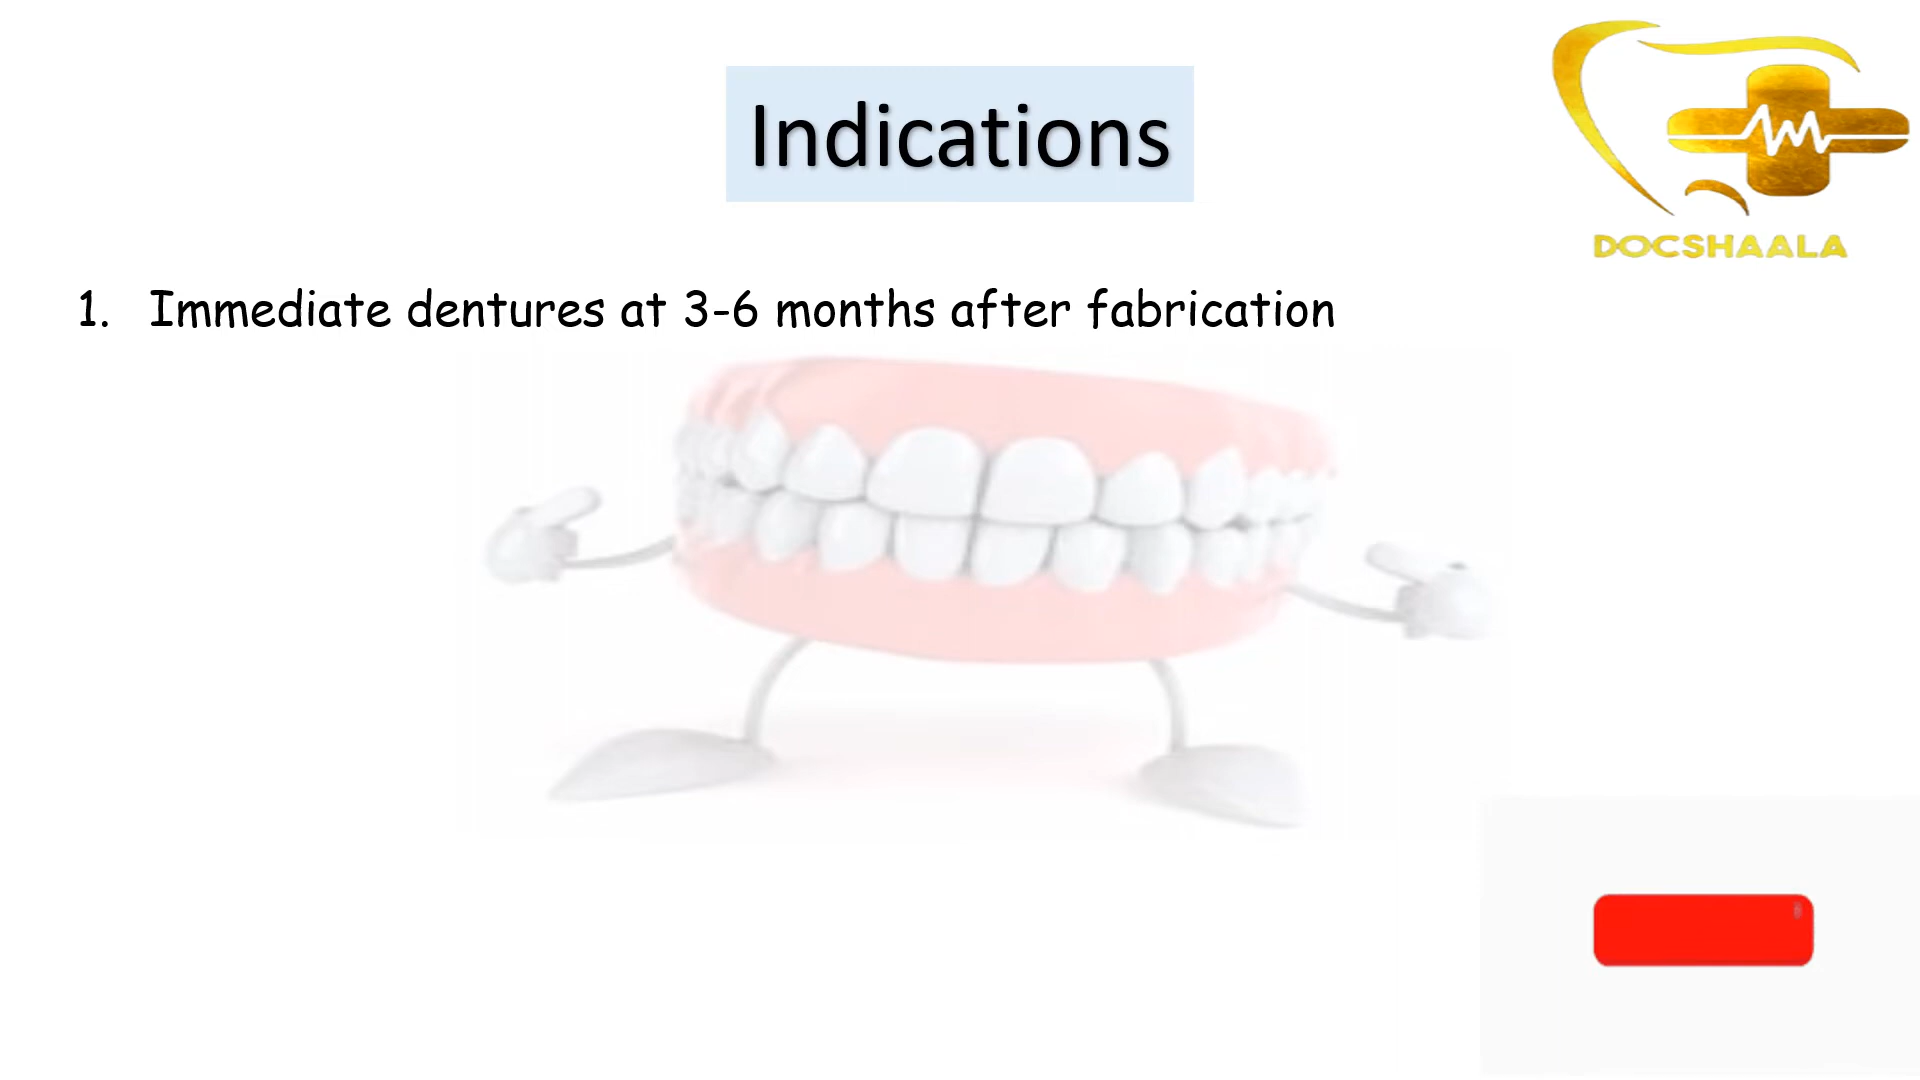 Indications
DOCSHAALA
1. Immediate dentures at 3-6 months after fabrication